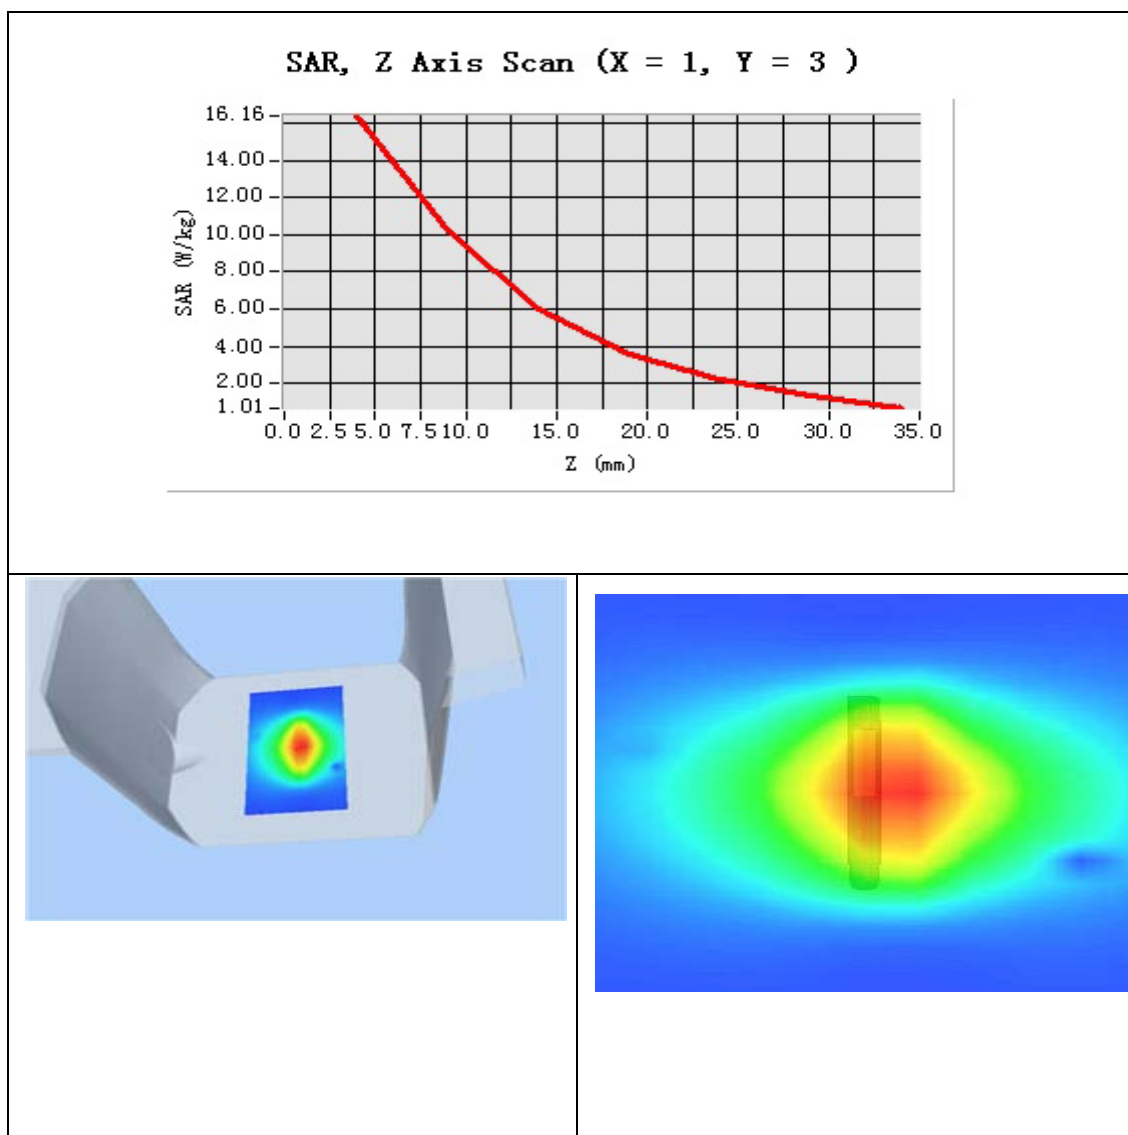 SAR, Z Axis Scan (X = 1, Y = 3 )
16.16
14.00
12.00
10.00
8.00
6.00
4.00
2.00
1.01
SAR (W/kg)
0.0 2.5 5.0 7.5 10.0 15.0 20.0 25.0 30.0 35.0
Z (mm)